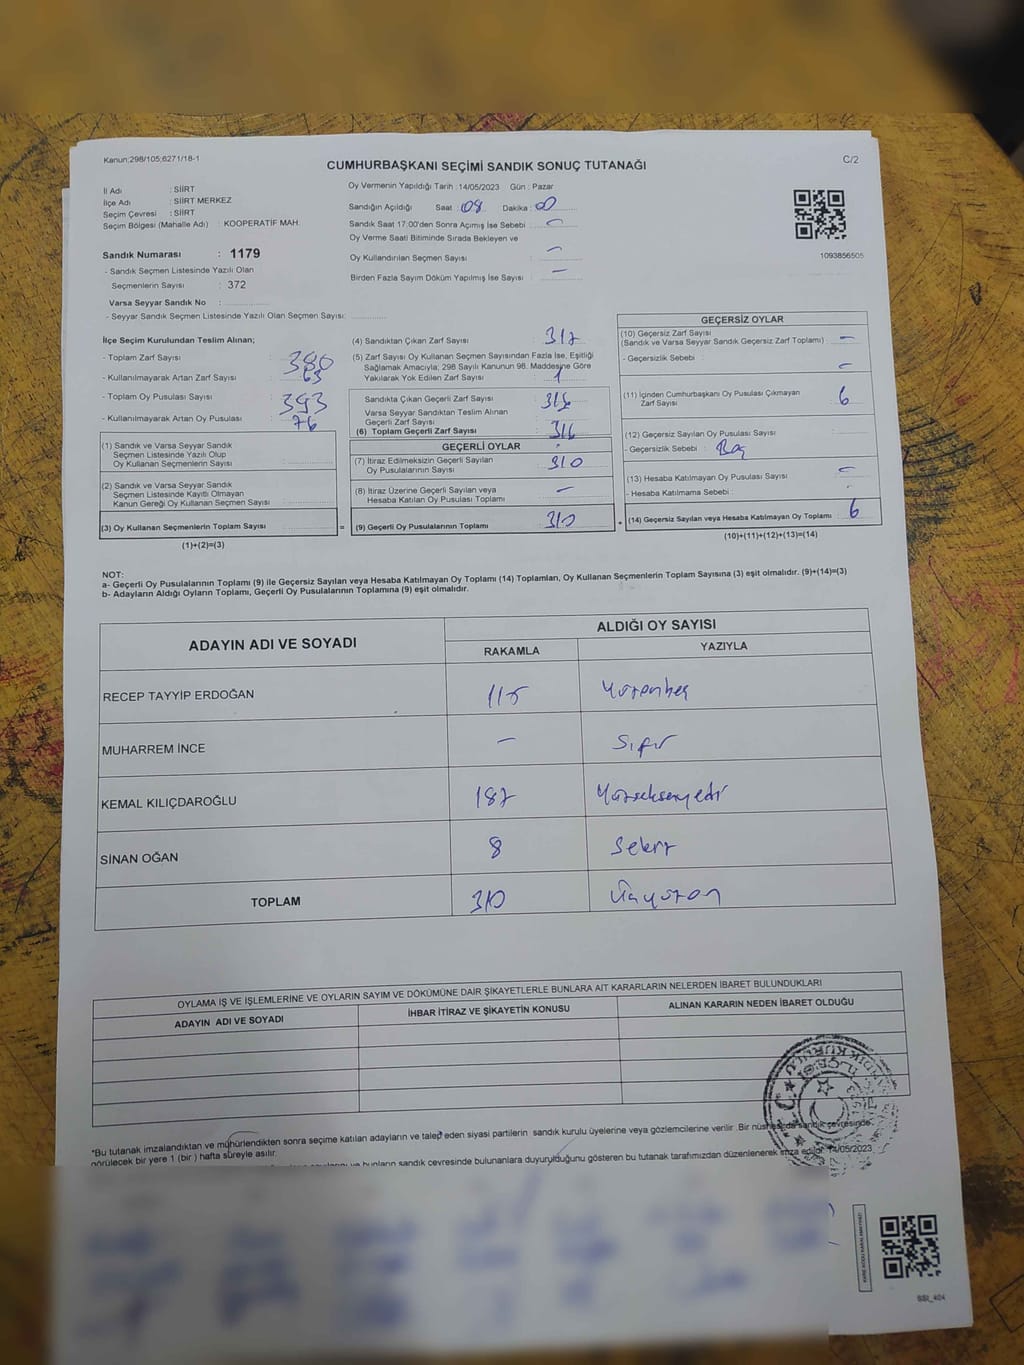 Kanun;298/105;6271/18-1
CUMHURBAŞKANI SEÇİMİ SANDIK SONUÇ TUTANAĞI
C/2
İl Adı : SİİRT
İlçe Adı : SİİRT MERKEZ
Seçim Çevresi : SİİRT
Seçim Bölgesi (Mahalle Adı) : KOOPERATİF MAH.
Oy Vermenin Yapıldığı Tarih :14/05/2023 Gün : Pazar
Sandığın Açıldığı Saat : 08 Dakika : 00
Sandık Saat 17:00'den Sonra Açımış İse Sebebi : -
Oy Verme Saati Bitiminde Sırada Bekleyen ve
Oy Kullandırılan Seçmen Sayısı : -
Birden Fazla Sayım Döküm Yapılmış İse Sayısı : -
1093856505
Sandık Numarası : 1179
- Sandık Seçmen Listesinde Yazılı Olan
Seçmenlerin Sayısı : 372
Varsa Seyyar Sandık No :
- Seyyar Sandık Seçmen Listesinde Yazılı Olan Seçmen Sayısı:
İlçe Seçim Kurulundan Teslim Alınan;
- Toplam Zarf Sayısı : 380
- Kullanılmayarak Artan Zarf Sayısı : 63
- Toplam Oy Pusulası Sayısı : 393
- Kullanılmayarak Artan Oy Pusulası : 76
(1) Sandık ve Varsa Seyyar Sandık
Seçmen Listesinde Yazılı Olup
Oy Kullanan Seçmenlerin Sayısı :
(2) Sandık ve Varsa Seyyar Sandık
Seçmen Listesinde Kayıtlı Olmayan
Kanun Gereği Oy Kullanan Seçmen Sayısı :
(3) Oy Kullanan Seçmenlerin Toplam Sayısı =
(1)+(2)=(3)
(4) Sandıktan Çıkan Zarf Sayısı : 317
(5) Zarf Sayısı Oy Kullanan Seçmen Sayısından Fazla İse, Eşitliği
Sağlamak Amacıyla; 298 Sayılı Kanunun 98. Maddesine Göre
Yakılarak Yok Edilen Zarf Sayısı : 1
Sandıkta Çıkan Geçerli Zarf Sayısı : 316
Varsa Seyyar Sandıktan Teslim Alınan
Geçerli Zarf Sayısı :
(6) Toplam Geçerli Zarf Sayısı : 316
GEÇERLİ OYLAR
(7) İtiraz Edilmeksizin Geçerli Sayılan
Oy Pusulalarının Sayısı : 310
(8) İtiraz Üzerine Geçerli Sayılan veya
Hesaba Katılan Oy Pusulası Toplamı : -
(9) Geçerli Oy Pusulalarının Toplamı : 310 +
GEÇERSİZ OYLAR
(10) Geçersiz Zarf Sayısı
(Sandık ve Varsa Seyyar Sandık Geçersiz Zarf Toplamı) : -
- Geçersizlik Sebebi : -
(11) İçinden Cumhurbaşkanı Oy Pusulası Çıkmayan
Zarf Sayısı : 6
(12) Geçersiz Sayılan Oy Pusulası Sayısı :
- Geçersizlik Sebebi : Boş
(13) Hesaba Katılmayan Oy Pusulası Sayısı : -
- Hesaba Katılmama Sebebi : -
(14) Geçersiz Sayılan veya Hesaba Katılmayan Oy Toplamı : 6
(10)+(11)+(12)+(13)=(14)
NOT:
a- Geçerli Oy Pusulalarının Toplamı (9) ile Geçersiz Sayılan veya Hesaba Katılmayan Oy Toplamı (14) Toplamları, Oy Kullanan Seçmenlerin Toplam Sayısına (3) eşit olmalıdır. (9)+(14)=(3)
b- Adayların Aldığı Oyların Toplamı, Geçerli Oy Pusulalarının Toplamına (9) eşit olmalıdır.
ADAYIN ADI VE SOYADI
ALDIĞI OY SAYISI
RAKAMLA YAZIYLA
RECEP TAYYİP ERDOĞAN 115 Yüzonbeş
MUHARREM İNCE - Sıfır
KEMAL KILIÇDAROĞLU 187 Yüzseksenyedi
SİNAN OĞAN 8 Sekiz
TOPLAM 310 Üçyüzon
OYLAMA İŞ VE İŞLEMLERİNE VE OYLARIN SAYIM VE DÖKÜMÜNE DAİR ŞİKAYETLERLE BUNLARA AİT KARARLARIN NELERDEN İBARET BULUNDUKLARI
ADAYIN ADI VE SOYADI İHBAR İTİRAZ VE ŞİKAYETİN KONUSU ALINAN KARARIN NEDEN İBARET OLDUĞU
*Bu tutanak imzalandıktan ve mühürlendikten sonra seçime katılan adayların ve talep eden siyasi partilerin sandık kurulu üyelerine veya gözlemcilerine verilir .Bir nüshası da sandık çevresinde
görülecek bir yere 1 (bir ) hafta süreyle asılır.
ve bunların sandık çevresinde bulunanlara duyurulduğunu gösteren bu tutanak tarafımızdan düzenlenerek imza edildi. 14/05/2023
SSI_404